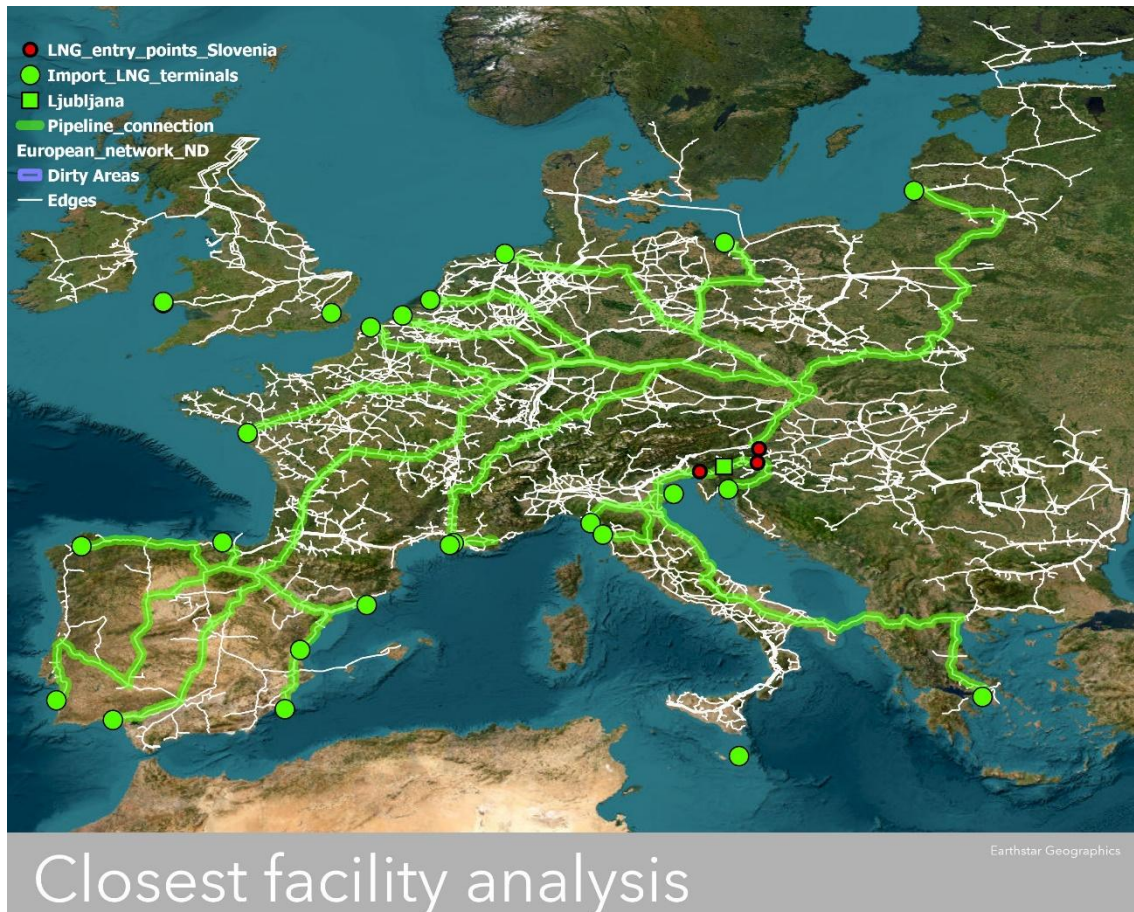 LNG_entry_points_Slovenia
Import_LNG_terminals
Ljubljana
Pipeline_connection
European_network_ND
Dirty Areas
Edges
Earthstar Geographics
Closest facility analysis